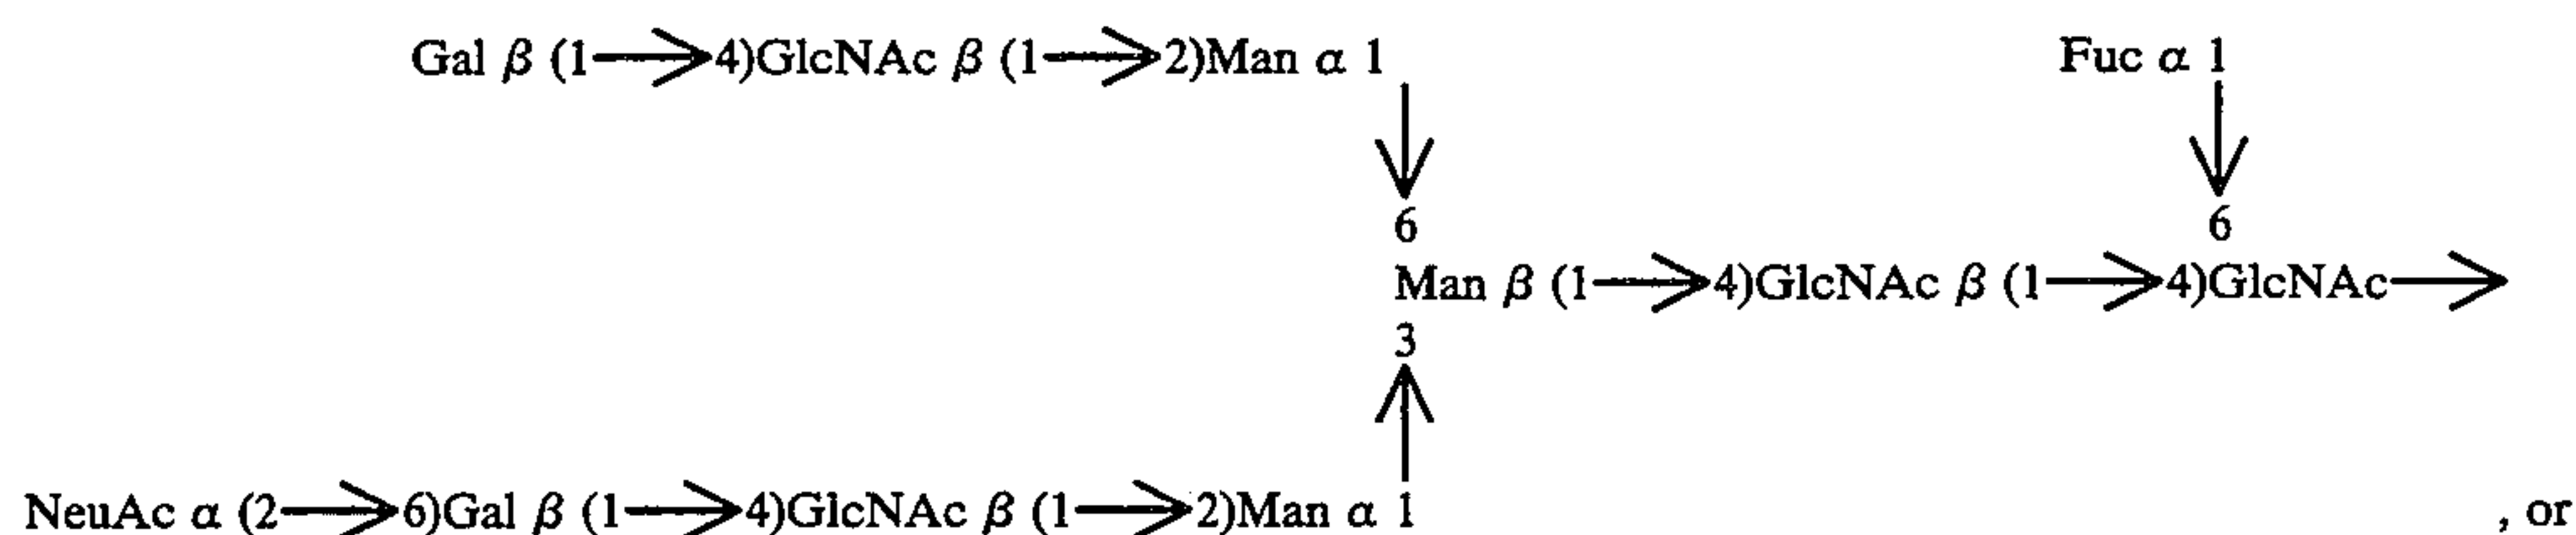 Gal β (1→4)GlcNAc β (1→2)Man α 1 Fuc α 1
6 6
Man β (1→4)GlcNAc β (1→4)GlcNAc→
3
NeuAc α (2→6)Gal β (1→4)GlcNAc β (1→2)Man α 1 , or